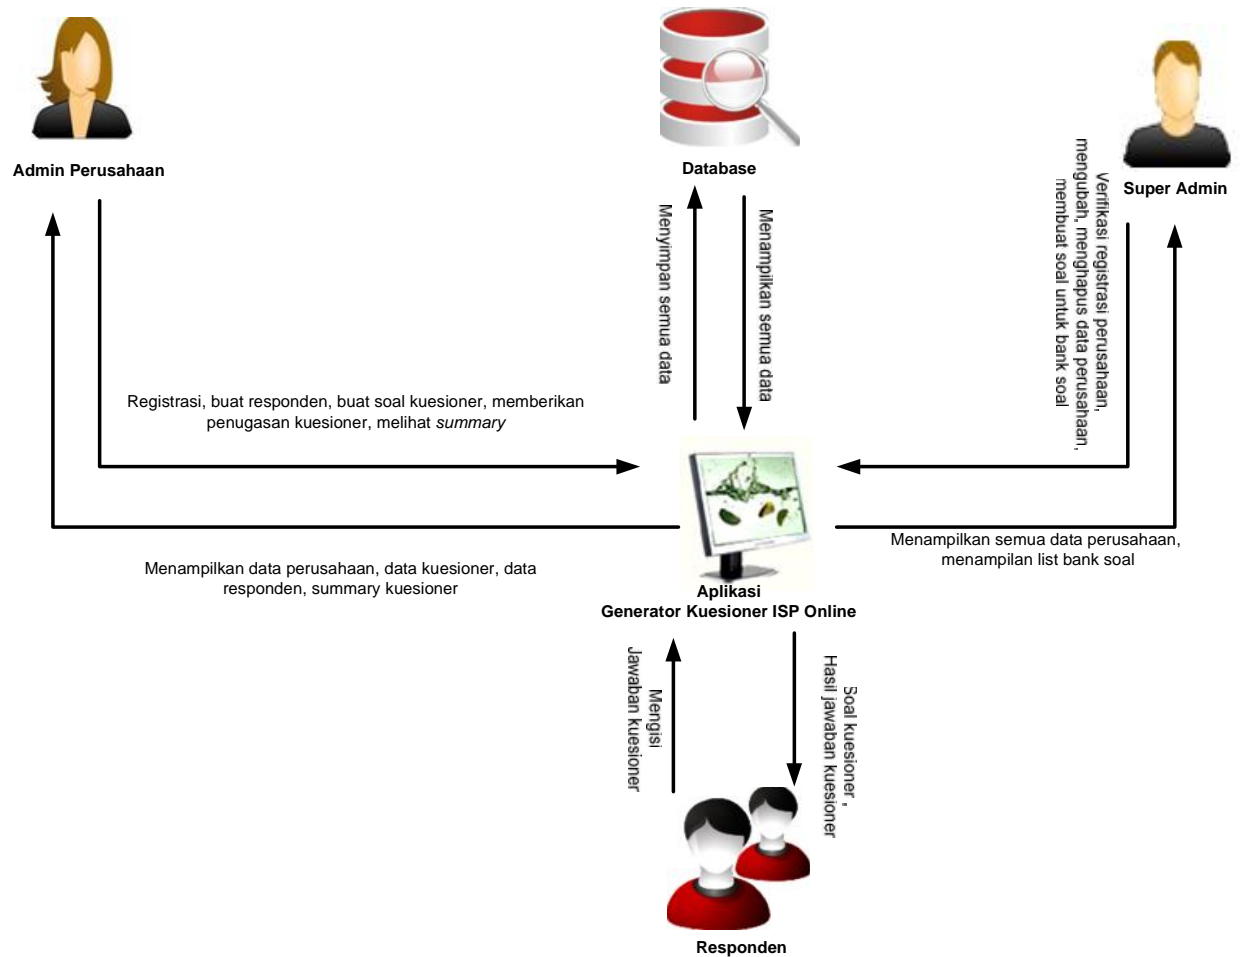 Admin Perusahaan
Database
Super Admin
Menyimpan semua data
Menampilkan semua data
Verifikasi registrasi perusahaan,
mengubah, menghapus data perusahaan,
membuat soal untuk bank soal
Registrasi, buat responden, buat soal kuesioner, memberikan
penugasan kuesioner, melihat summary
Menampilkan data perusahaan, data kuesioner, data
responden, summary kuesioner
Menampilkan semua data perusahaan,
menampilan list bank soal
Aplikasi
Generator Kuesioner ISP Online
Mengisi
Jawaban kuesioner
Soal kuesioner ,
Hasil jawaban kuesioner
Responden